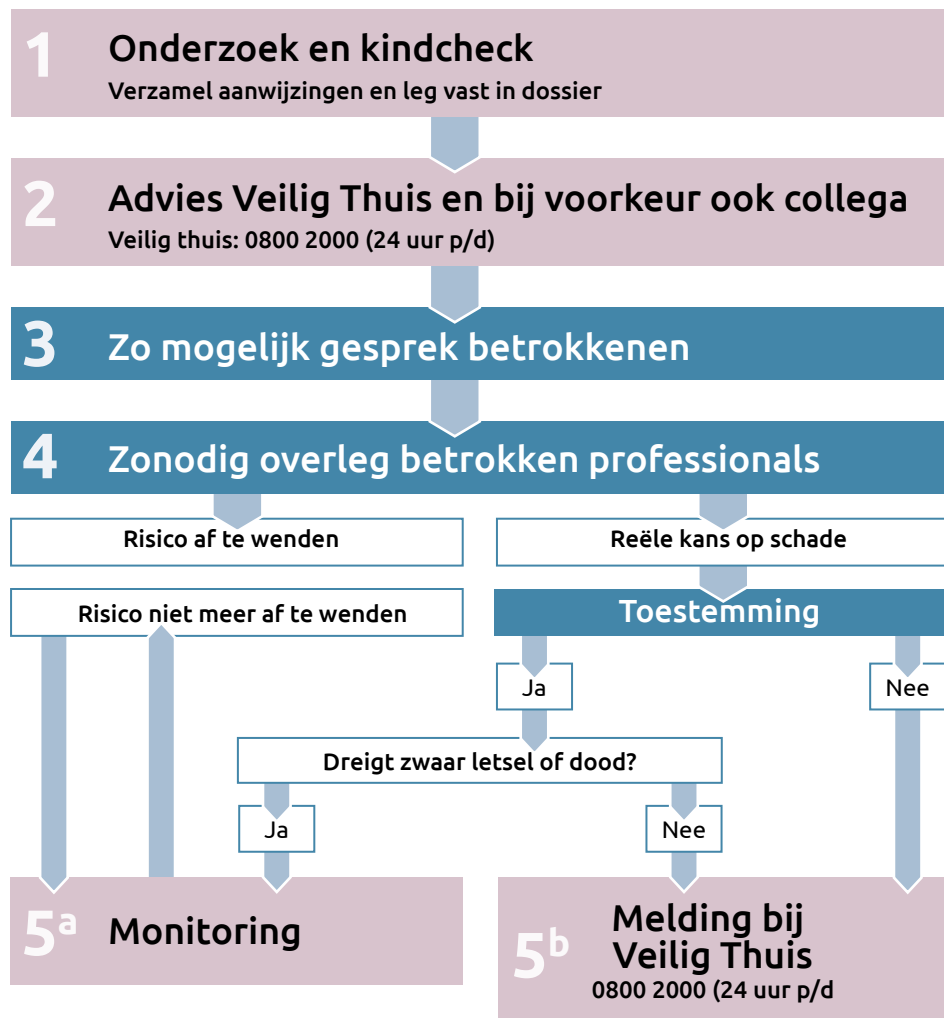 1
Onderzoek en kindcheck
Verzamel aanwijzingen en leg vast in dossier
2
Advies Veilig Thuis en bij voorkeur ook collega
Veilig thuis: 0800 2000 (24 uur p/d)
3
Zo mogelijk gesprek betrokkenen
4
Zonodig overleg betrokken professionals
Risico af te wenden
Reële kans op schade
Risico niet meer af te wenden
Toestemming
Ja
Nee
Dreigt zwaar letsel of dood?
Ja
Nee
5a
Monitoring
5b
Melding bij
Veilig Thuis
0800 2000 (24 uur p/d